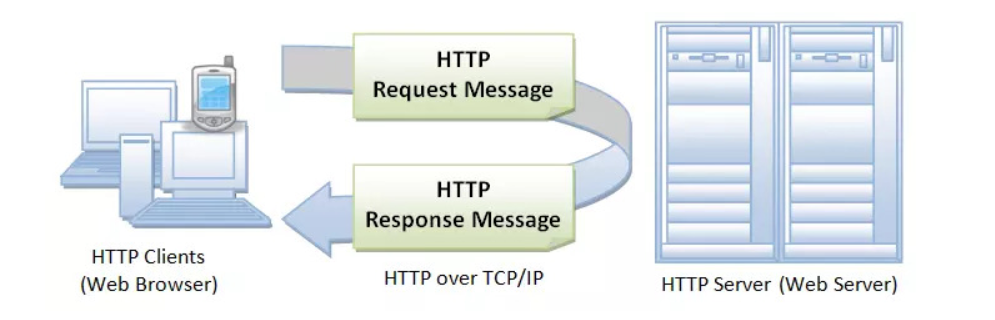 HTTP
Request Message
HTTP
Response Message
HTTP Clients
(Web Browser)
HTTP over TCP/IP
HTTP Server (Web Server)